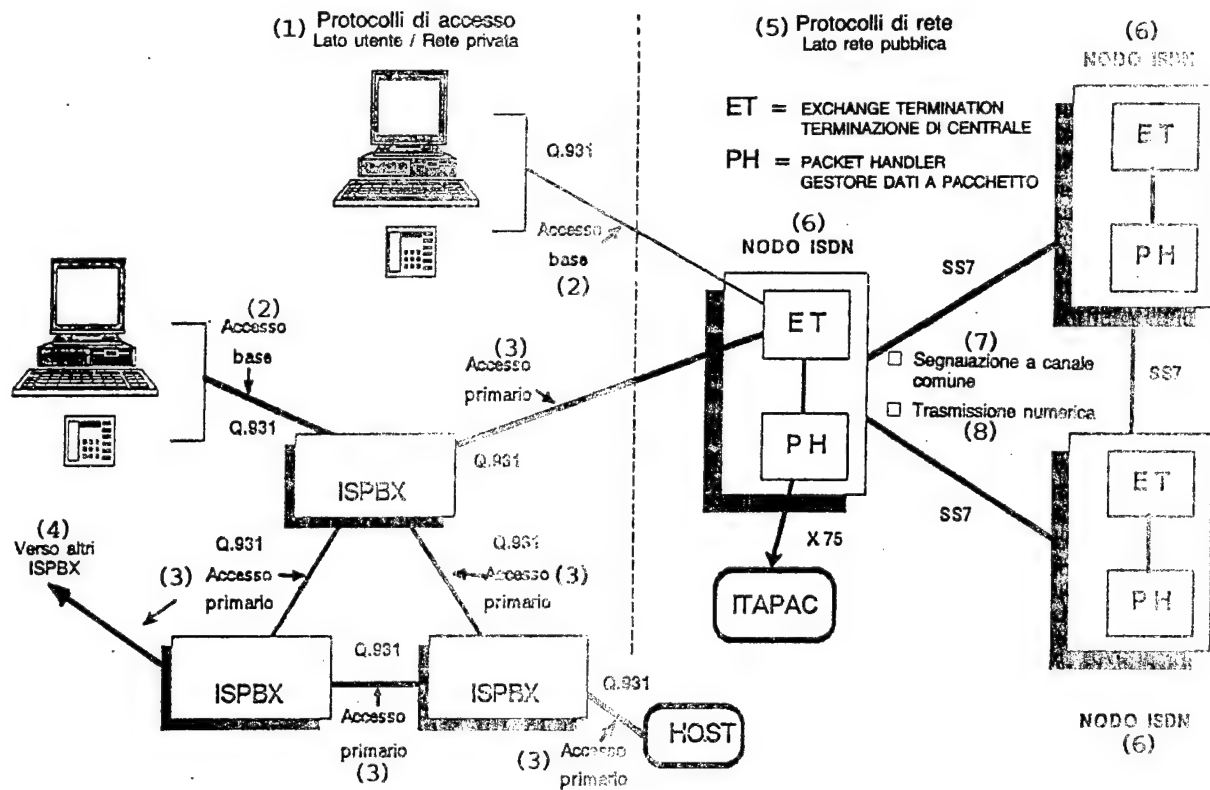 (1) Protocolli di accesso
Lato utente / Rete privata
(5) Protocolli di rete
Lato rete pubblica
(6)
NODO ISDN
ET
PH
ET = EXCHANGE TERMINATION
TERMINAZIONE DI CENTRALE
PH = PACKET HANDLER
GESTORE DATI A PACCHETTO
Q.931
Accesso
base
(2)
(6)
NODO ISDN
ET
PH
SS7
(7)
Segnalazione a canale
comune
Trasmissione numerica
(8)
SS7
SS7
(2)
Accesso
base
Q.931
(3)
Accesso
primario
Q.931
ISPBX
(4)
Verso altri
ISPBX
(3)
Q.931
Accesso
primario
(3)
Q.931
Accesso
primario
(3)
X.75
ITAPAC
ET
PH
NODO ISDN
(6)
ISPBX
Q.931
Accesso
primario
(3)
ISPBX
Q.931
HOST
(3)
Accesso
primario